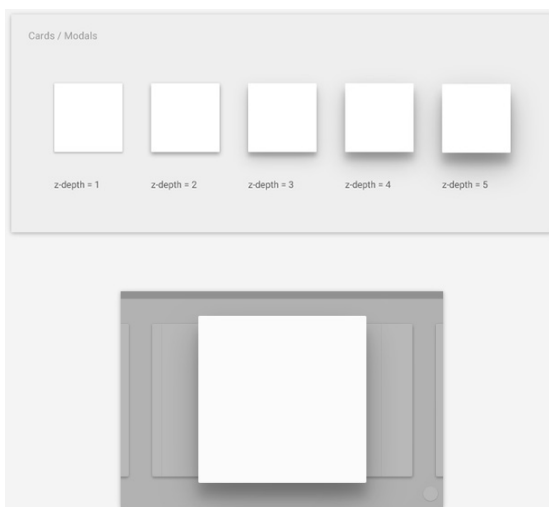 Cards / Modals
z-depth = 1
z-depth = 2
z-depth = 3
z-depth = 4
z-depth = 5